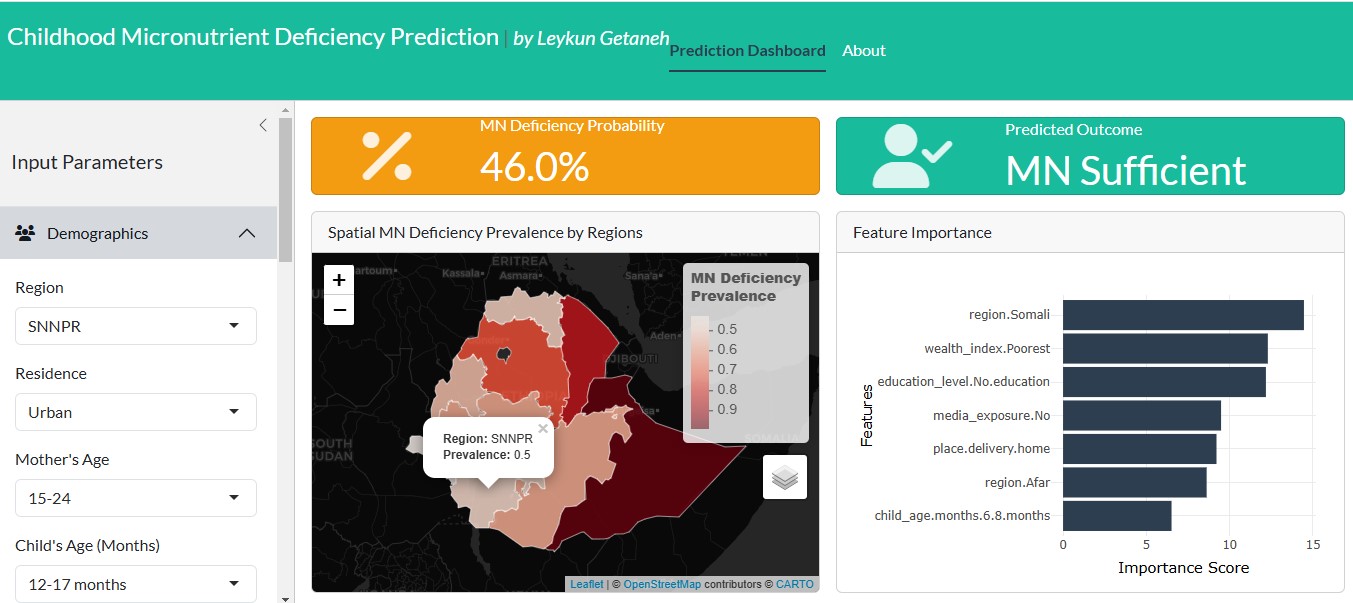 Childhood Micronutrient Deficiency Prediction | by Leykun Getaneh
Prediction Dashboard
About
Input Parameters
Demographics
Region
SNNPR
Residence
Urban
Mother's Age
15-24
Child's Age (Months)
12-17 months
MN Deficiency Probability
46.0%
Predicted Outcome
MN Sufficient
Spatial MN Deficiency Prevalence by Regions
+
−
ERITREA
Kassala
Asmara
Sana'a
Aden
DJIBOUTI
SOUTH
SUDAN
SOMALIA
MN Deficiency
Prevalence
0.5
0.6
0.7
0.8
0.9
Region: SNNPR
Prevalence: 0.5
×
Leaflet | © OpenStreetMap contributors © CARTO
Feature Importance
Features
region.Somali
wealth_index.Poorest
education_level.No.education
media_exposure.No
place.delivery.home
region.Afar
child_age.months.6.8.months
0
5
10
15
Importance Score